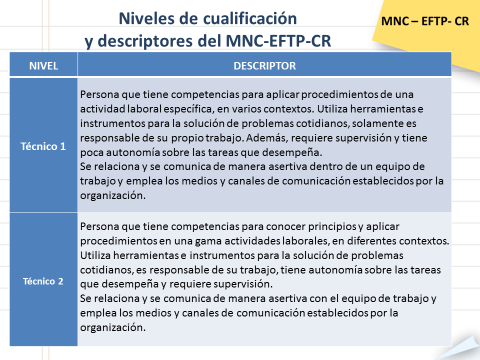 Niveles de cualificación
y descriptores del MNC-EFTP-CR
MNC – EFTP- CR
NIVEL
DESCRIPTOR
Técnico 1
Persona que tiene competencias para aplicar procedimientos de una
actividad laboral específica, en varios contextos. Utiliza herramientas e
instrumentos para la solución de problemas cotidianos, solamente es
responsable de su propio trabajo. Además, requiere supervisión y tiene
poca autonomía sobre las tareas que desempeña.
Se relaciona y se comunica de manera asertiva dentro de un equipo de
trabajo y emplea los medios y canales de comunicación establecidos por la
organización.
Técnico 2
Persona que tiene competencias para conocer principios y aplicar
procedimientos en una gama actividades laborales, en diferentes contextos.
Utiliza herramientas e instrumentos para la solución de problemas
cotidianos, es responsable de su trabajo, tiene autonomía sobre las tareas
que desempeña y requiere supervisión.
Se relaciona y se comunica de manera asertiva con el equipo de trabajo y
emplea los medios y canales de comunicación establecidos por la
organización.